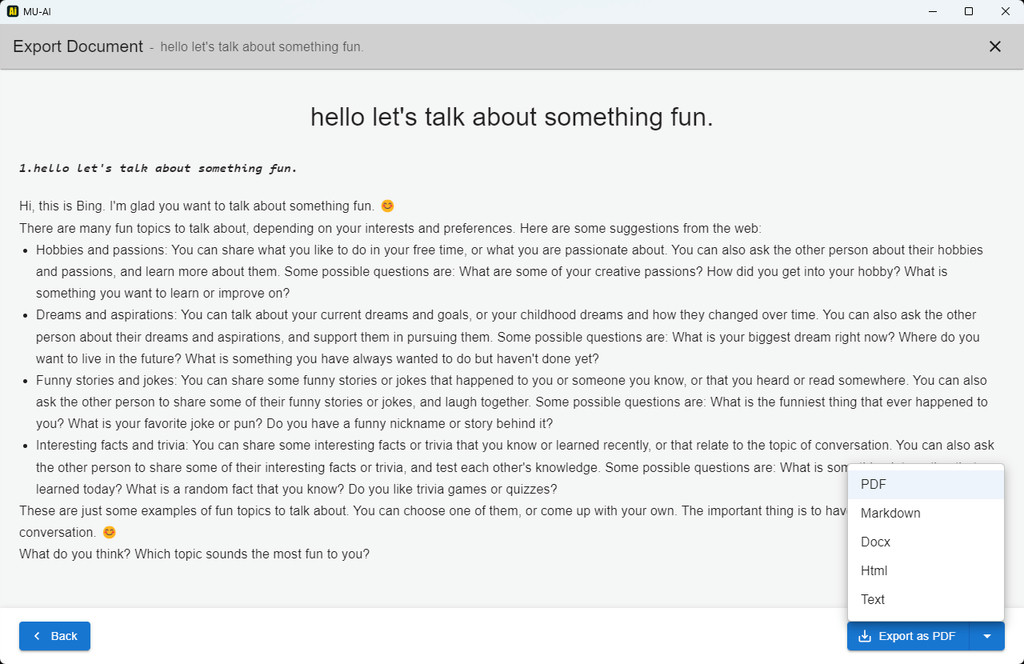 AI MU-AI
Export Document - hello let's talk about something fun.
hello let's talk about something fun.
1.hello let's talk about something fun.
Hi, this is Bing. I'm glad you want to talk about something fun. 😊
There are many fun topics to talk about, depending on your interests and preferences. Here are some suggestions from the web:
• Hobbies and passions: You can share what you like to do in your free time, or what you are passionate about. You can also ask the other person about their hobbies
and passions, and learn more about them. Some possible questions are: What are some of your creative passions? How did you get into your hobby? What is
something you want to learn or improve on?
• Dreams and aspirations: You can talk about your current dreams and goals, or your childhood dreams and how they changed over time. You can also ask the other
person about their dreams and aspirations, and support them in pursuing them. Some possible questions are: What is your biggest dream right now? Where do you
want to live in the future? What is something you have always wanted to do but haven't done yet?
• Funny stories and jokes: You can share some funny stories or jokes that happened to you or someone you know, or that you heard or read somewhere. You can also
ask the other person to share some of their funny stories or jokes, and laugh together. Some possible questions are: What is the funniest thing that ever happened to
you? What is your favorite joke or pun? Do you have a funny nickname or story behind it?
• Interesting facts and trivia: You can share some interesting facts or trivia that you know or learned recently, or that relate to the topic of conversation. You can also ask
the other person to share some of their interesting facts or trivia, and test each other's knowledge. Some possible questions are: What is
learned today? What is a random fact that you know? Do you like trivia games or quizzes?
These are just some examples of fun topics to talk about. You can choose one of them, or come up with your own. The important thing is to
conversation. 😊
What do you think? Which topic sounds the most fun to you?
PDF
Markdown
Docx
Html
Text
Back
Export as PDF